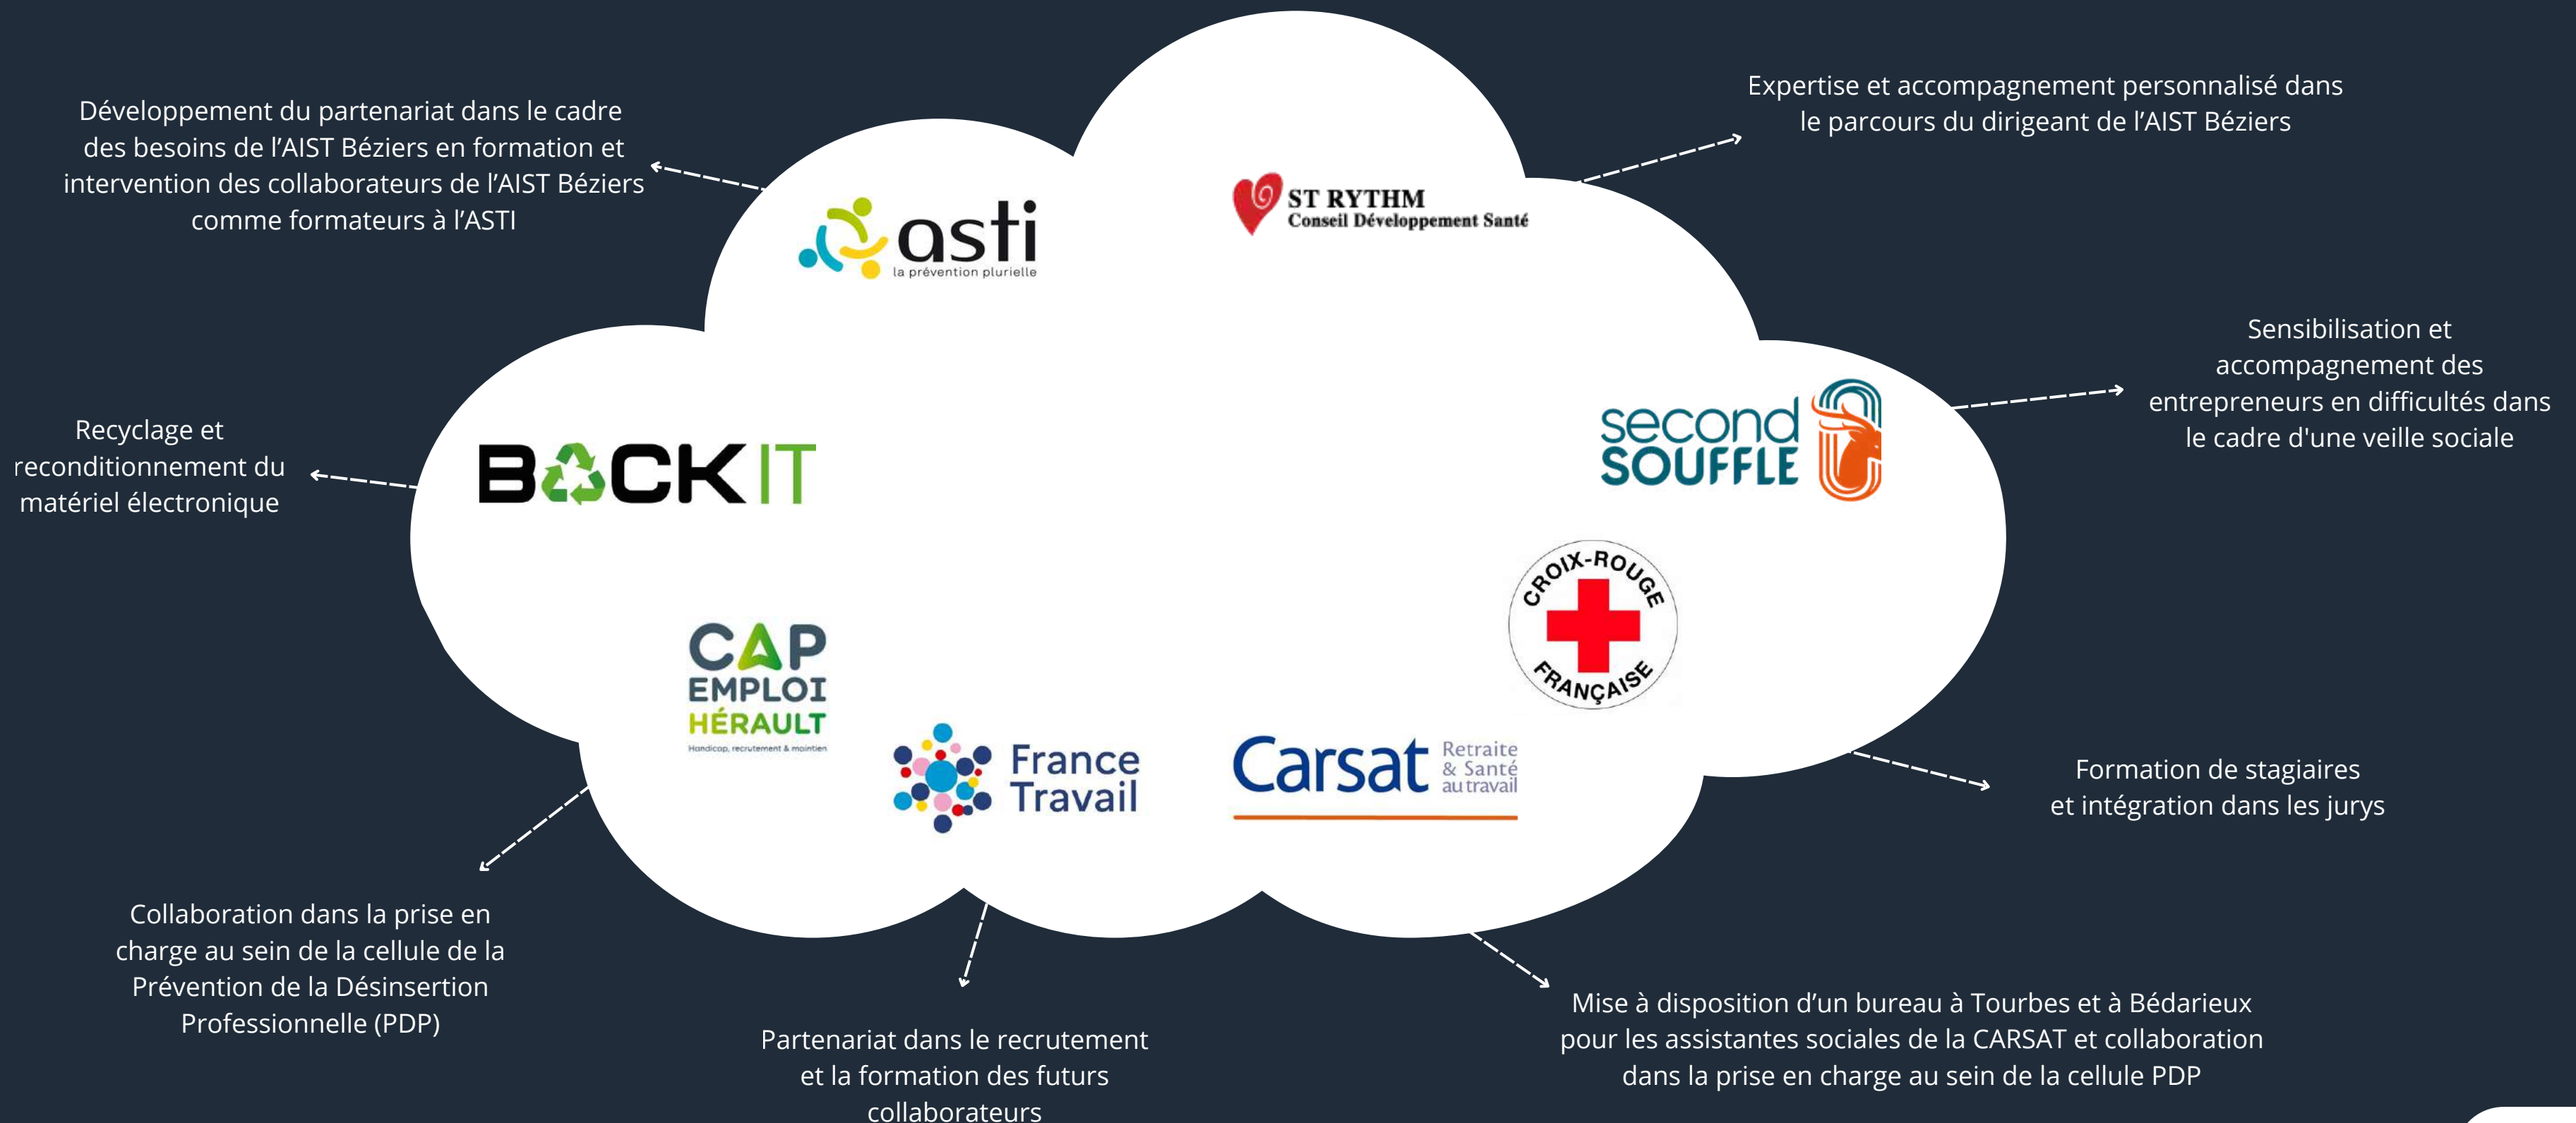 Développement du partenariat dans le cadre
des besoins de l’AIST Béziers en formation et
intervention des collaborateurs de l’AIST Béziers
comme formateurs à l’ASTI
asti
la prévention plurielle
ST RYTHM
Conseil Développement Santé
Expertise et accompagnement personnalisé dans
le parcours du dirigeant de l’AIST Béziers
Recyclage et
reconditionnement du
matériel électronique
BACKIT
second
SOUFFLE
Sensibilisation et
accompagnement des
entrepreneurs en difficultés dans
le cadre d'une veille sociale
CAP
EMPLOI
HÉRAULT
Handicap, recrutement & maintien
France
Travail
Carsat
Retraite
& Santé
au travail
CROIX-ROUGE
FRANÇAISE
Formation de stagiaires
et intégration dans les jurys
Collaboration dans la prise en
charge au sein de la cellule de la
Prévention de la Désinsertion
Professionnelle (PDP)
Partenariat dans le recrutement
et la formation des futurs
collaborateurs
Mise à disposition d’un bureau à Tourbes et à Bédarieux
pour les assistantes sociales de la CARSAT et collaboration
dans la prise en charge au sein de la cellule PDP